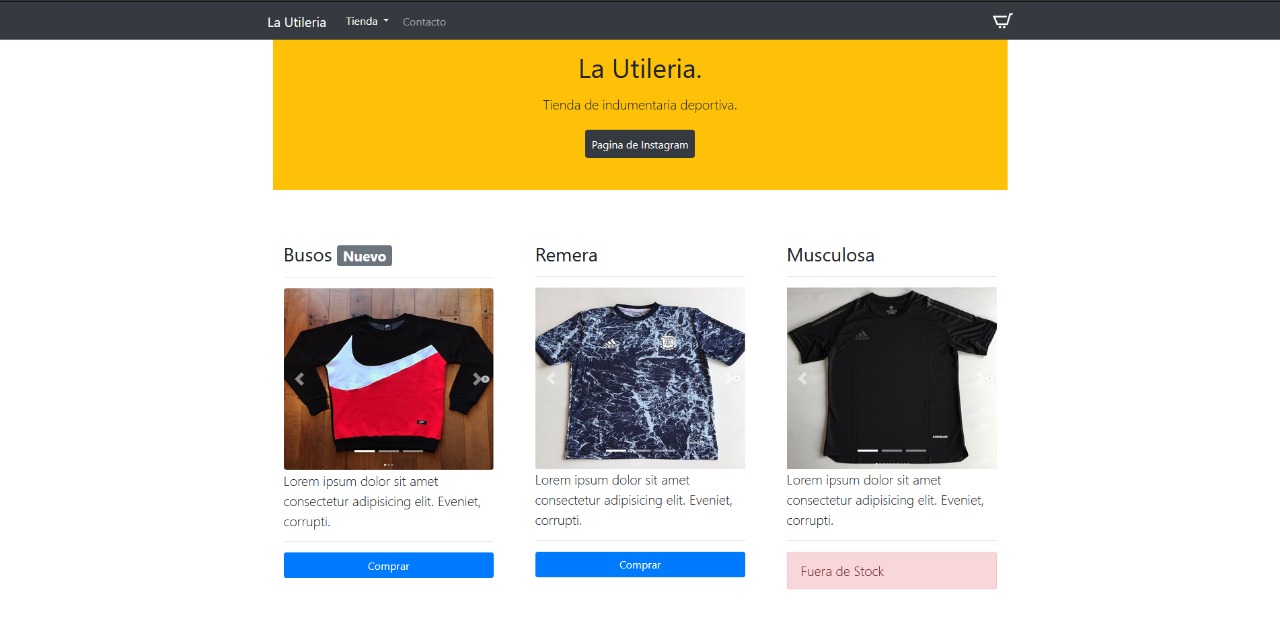 La Utileria Tienda Contacto
La Utileria.
Tienda de indumentaria deportiva.
Pagina de Instagram
Busos Nuevo
Lorem ipsum dolor sit amet
consectetur adipisicing elit. Eveniet,
corrupti.
Comprar
Remera
Lorem ipsum dolor sit amet
consectetur adipisicing elit. Eveniet,
corrupti.
Comprar
Musculosa
Lorem ipsum dolor sit amet
consectetur adipisicing elit. Eveniet,
corrupti.
Fuera de Stock